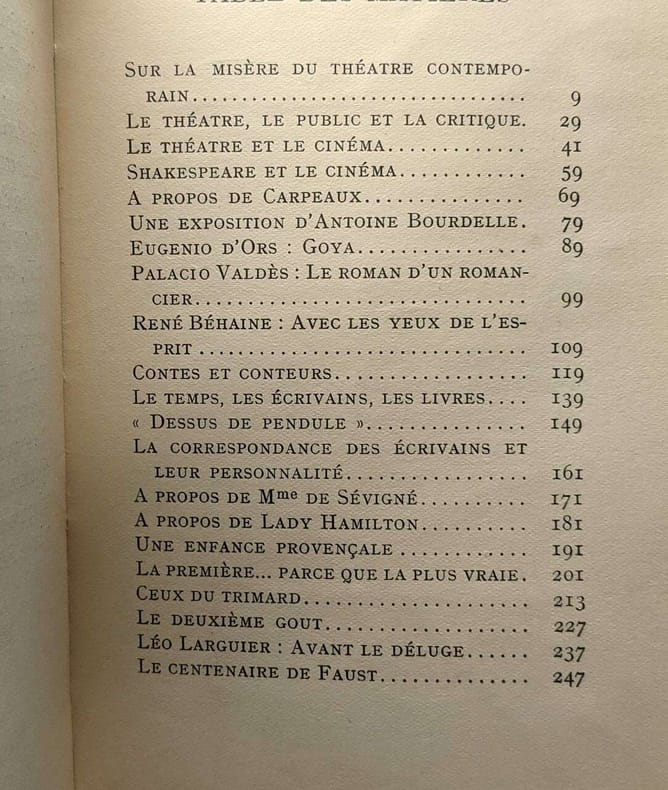 TABLE DES MATIÈRES
SUR LA MISÈRE DU THÉATRE CONTEMPO-
RAIN.................................. 9
LE THÉATRE, LE PUBLIC ET LA CRITIQUE. 29
LE THÉATRE ET LE CINÉMA.............. 41
SHAKESPEARE ET LE CINÉMA............. 59
A PROPOS DE CARPEAUX................ 69
UNE EXPOSITION D'ANTOINE BOURDELLE. 79
EUGENIO D'ORS : GOYA................. 89
PALACIO VALDÈS : LE ROMAN D'UN ROMAN-
CIER.................................. 99
RENÉ BÉHAINE : AVEC LES YEUX DE L'ES-
PRIT ................................. 109
CONTES ET CONTEURS.................... 119
LE TEMPS, LES ÉCRIVAINS, LES LIVRES.... 139
« DESSUS DE PENDULE »................ 149
LA CORRESPONDANCE DES ÉCRIVAINS ET
LEUR PERSONNALITÉ................... 161
A PROPOS DE Mme DE SÉVIGNÉ........... 171
A PROPOS DE LADY HAMILTON........... 181
UNE ENFANCE PROVENÇALE ............. 191
LA PREMIÈRE... PARCE QUE LA PLUS VRAIE. 201
CEUX DU TRIMARD....................... 213
LE DEUXIÈME GOUT..................... 227
LÉO LARGUIER : AVANT LE DÉLUGE...... 237
LE CENTENAIRE DE FAUST............... 247